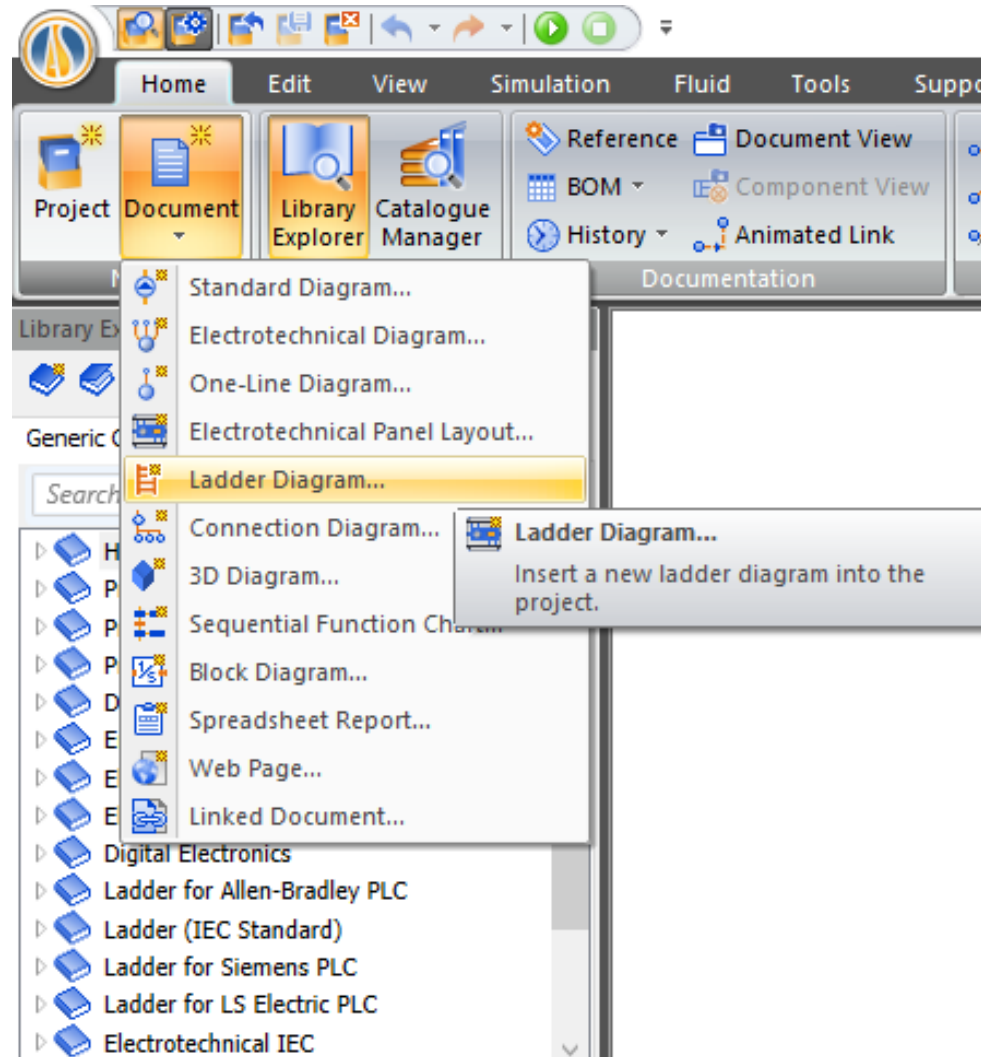 Home Edit View Simulation Fluid Tools
Project
Document
Library Explorer
Catalogue Manager
Reference
Document View
BOM
Component View
History
Animated Link
Documentation
Library
Generic
Search
Standard Diagram...
Electrotechnical Diagram...
One-Line Diagram...
Electrotechnical Panel Layout...
Ladder Diagram...
Connection Diagram...
3D Diagram...
Sequential Function
Block Diagram...
Spreadsheet Report...
Web Page...
Linked Document...
Ladder Diagram...
Insert a new ladder diagram into the
project.
Digital Electronics
Ladder for Allen-Bradley PLC
Ladder (IEC Standard)
Ladder for Siemens PLC
Ladder for LS Electric PLC
Electrotechnical IEC